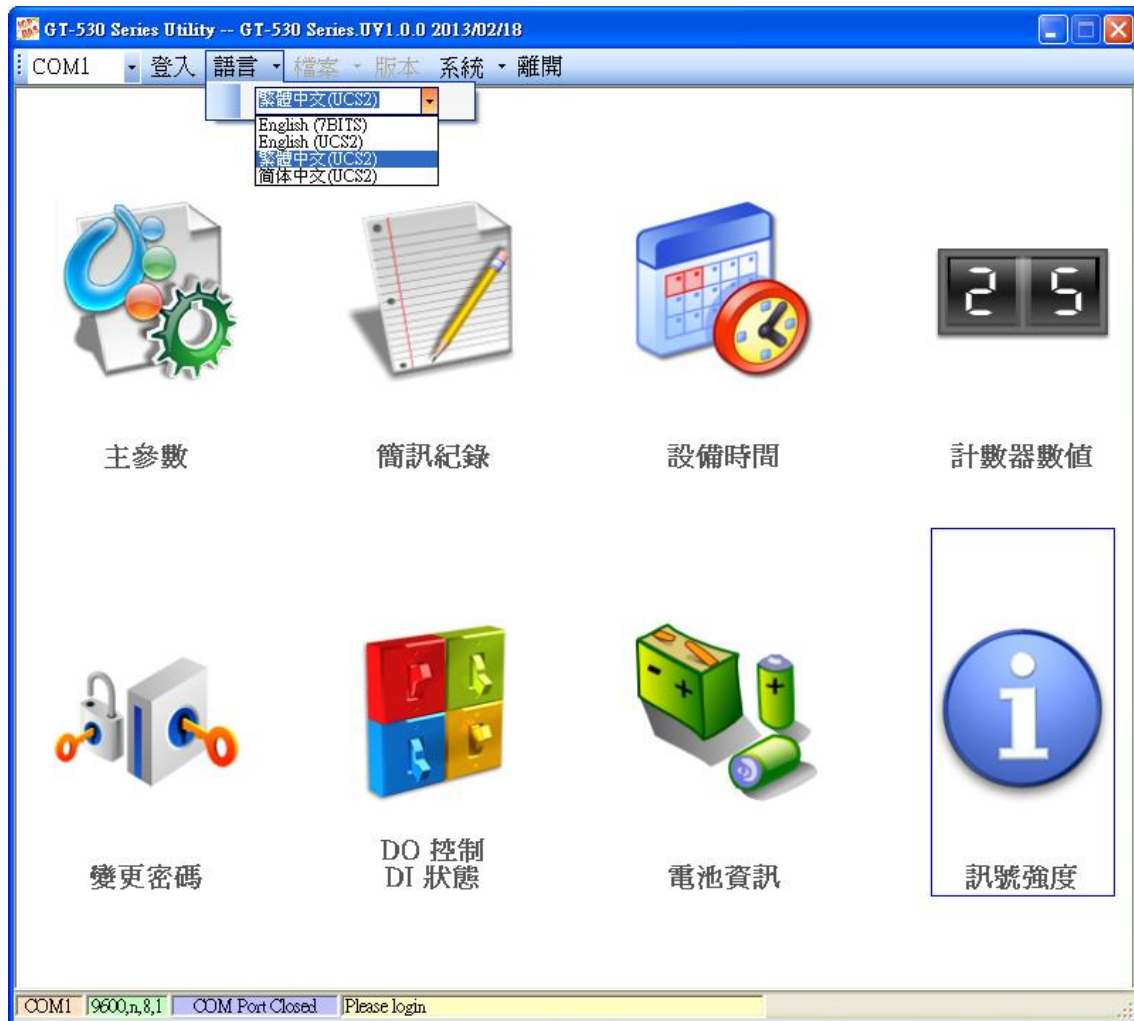 GT-530 Series Utility -- GT-530 Series.UV1.0.0 2013/02/18
COM1 登入 語言 檔案 版本 系統 離開
繁體中文(UCS2)
English (7BITS)
English (UCS2)
繁體中文(UCS2)
简体中文(UCS2)
25
主參數 簡訊紀錄 設備時間 計數器數值
DO 控制
變更密碼 DI 狀態 電池資訊 訊號強度
COM1 9600,n,8,1 COM Port Closed Please login